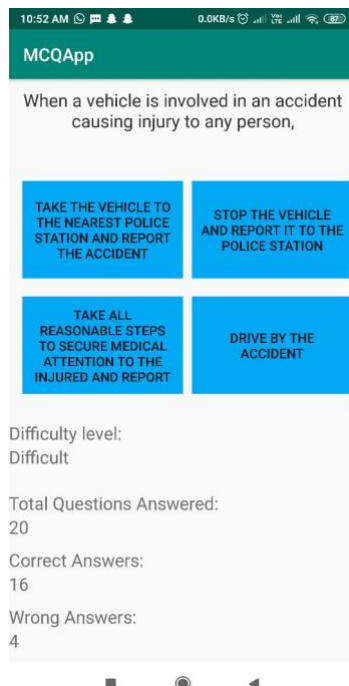 10:52 AM 0.0KB/s Vo) LTE 87
MCQApp
When a vehicle is involved in an accident
causing injury to any person,
TAKE THE VEHICLE TO
THE NEAREST POLICE
STATION AND REPORT
THE ACCIDENT
STOP THE VEHICLE
AND REPORT IT TO THE
POLICE STATION
TAKE ALL
REASONABLE STEPS
TO SECURE MEDICAL
ATTENTION TO THE
INJURED AND REPORT
DRIVE BY THE
ACCIDENT
Difficulty level:
Difficult
Total Questions Answered:
20
Correct Answers:
16
Wrong Answers:
4